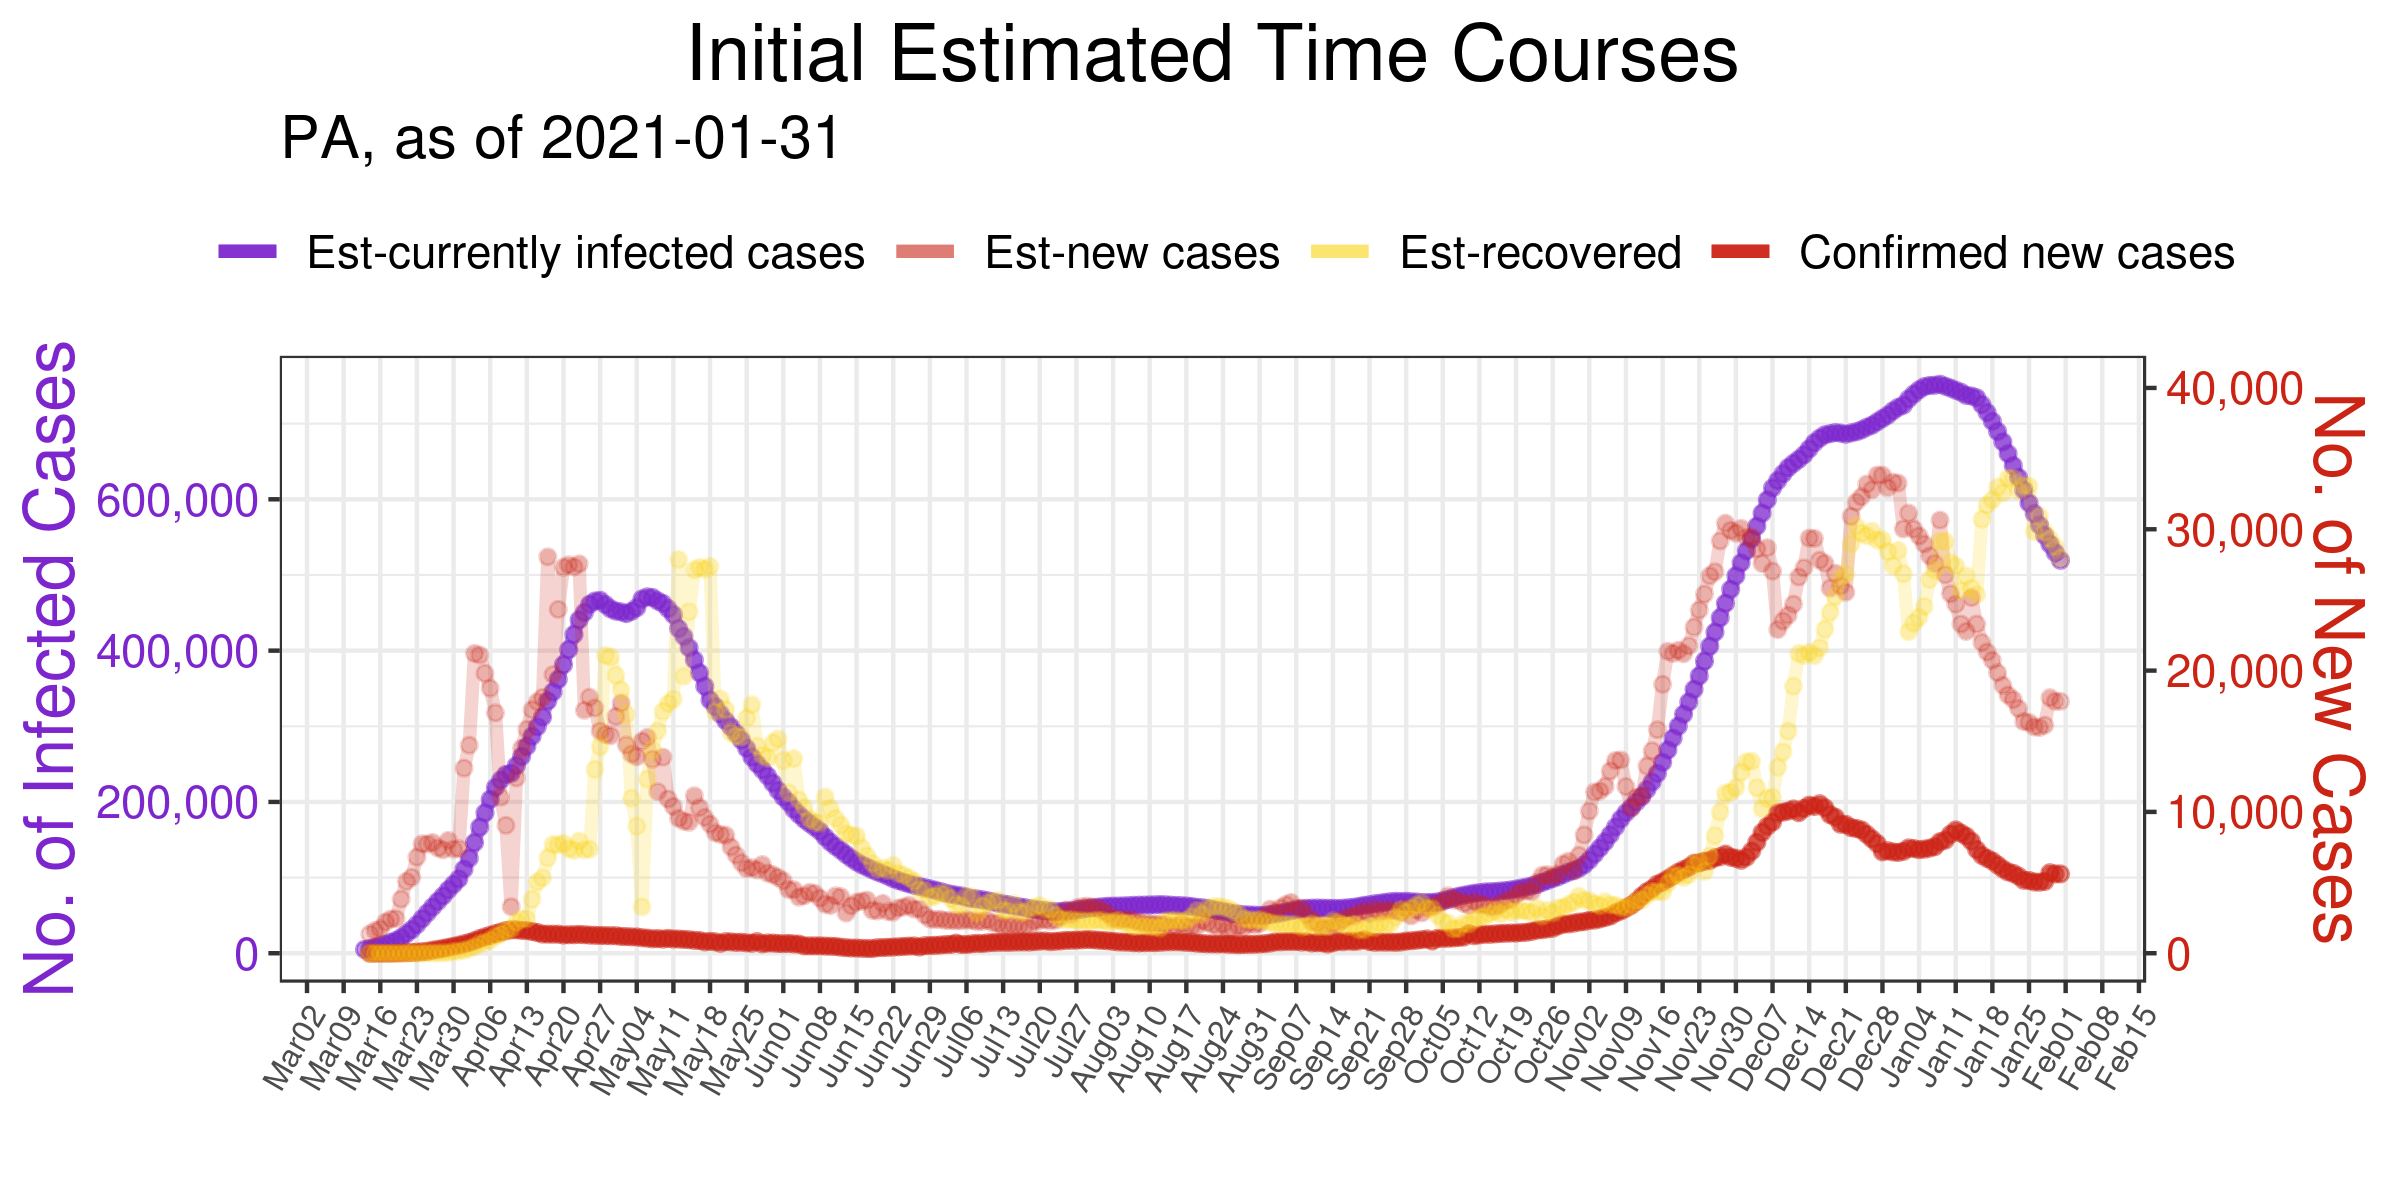 Initial Estimated Time Courses
PA, as of 2021-01-31
Est-currently infected cases Est-new cases Est-recovered Confirmed new cases
No. of Infected Cases
600,000
400,000
200,000
0
40,000
30,000
20,000
10,000
0
No. of New Cases
Mar02 Mar09 Mar16 Mar23 Mar30 Apr06 Apr13 Apr20 Apr27 May04 May11 May18 May25 Jun01 Jun08 Jun15 Jun22 Jun29 Jul06 Jul13 Jul20 Jul27 Aug03 Aug10 Aug17 Aug24 Aug31 Sep07 Sep14 Sep21 Sep28 Oct05 Oct12 Oct19 Oct26 Nov02 Nov09 Nov16 Nov23 Nov30 Dec07 Dec14 Dec21 Dec28 Jan04 Jan11 Jan18 Jan25 Feb01 Feb08 Feb15